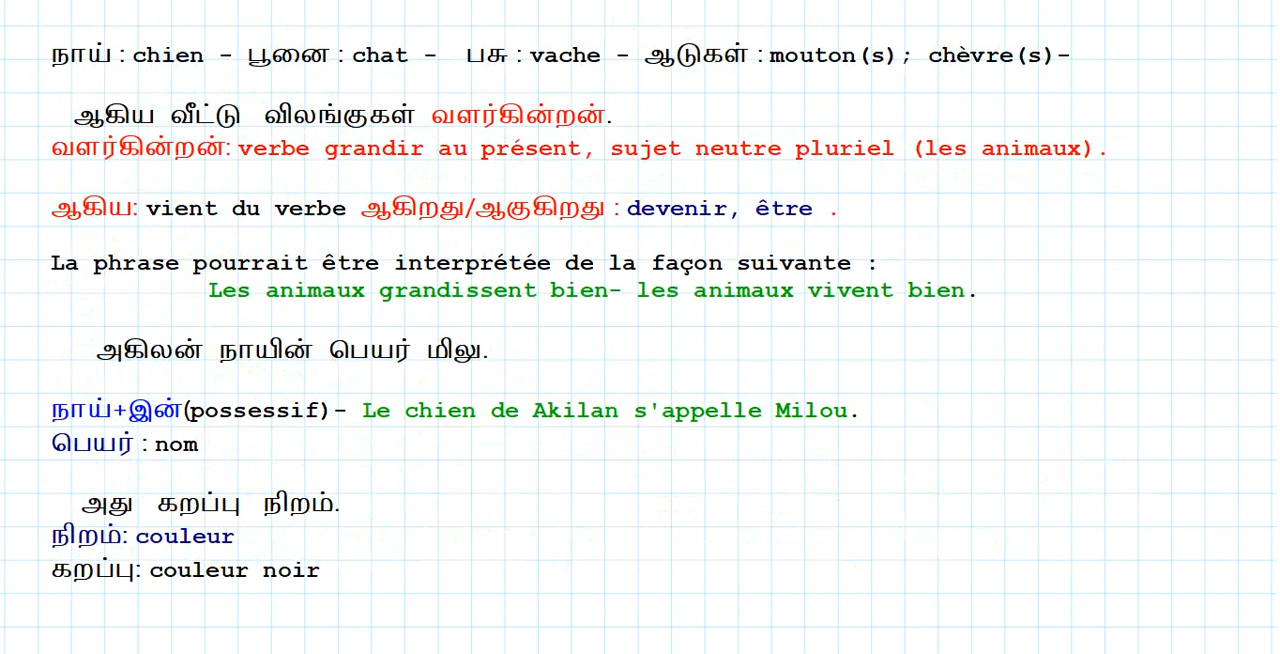 நாய் : chien - பூனை : chat - பசு : vache - ஆடுகள் : mouton(s); chèvre(s)-
ஆகிய வீட்டு விலங்குகள் வளர்கின்றன்.
வளர்கின்றன்: verbe grandir au présent, sujet neutre pluriel (les animaux).
ஆகிய: vient du verbe ஆகிறது/ஆகுகிறது : devenir, être .
La phrase pourrait être interprétée de la façon suivante :
Les animaux grandissent bien- les animaux vivent bien.
அகிலன் நாயின் பெயர் மிலு.
நாய்+இன்(possessif)- Le chien de Akilan s'appelle Milou.
பெயர் : nom
அது கறப்பு நிறம்.
நிறம்: couleur
கறப்பு: couleur noir